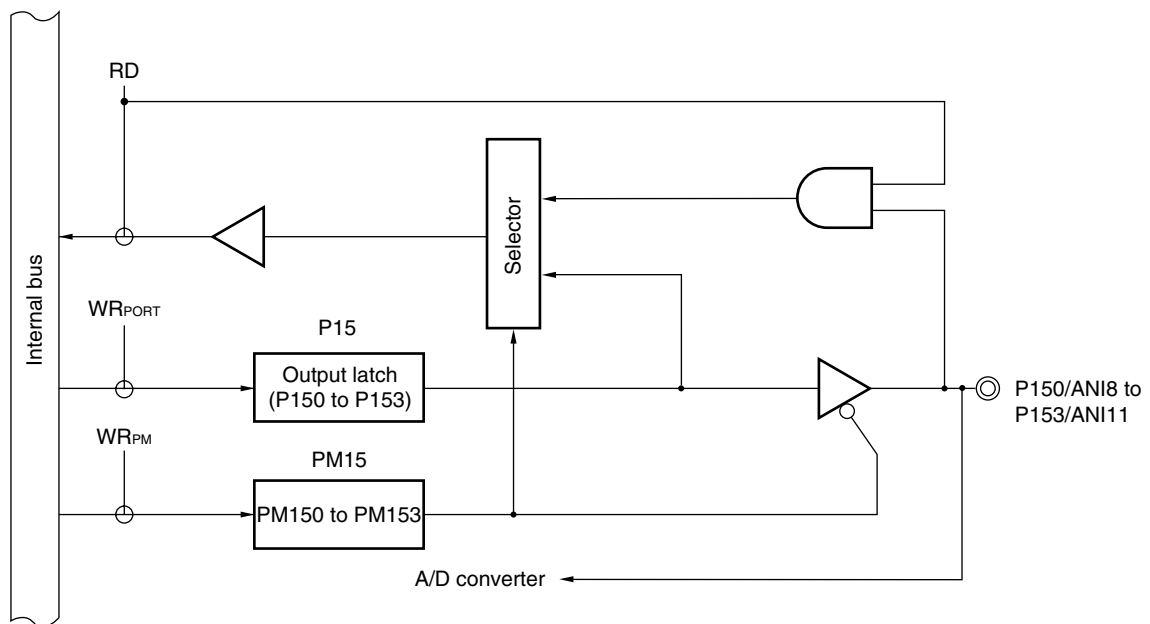 RD
Internal bus
Selector
WRPORT
P15
Output latch
(P150 to P153)
P150/ANI8 to
P153/ANI11
WRPM
PM15
PM150 to PM153
A/D converter